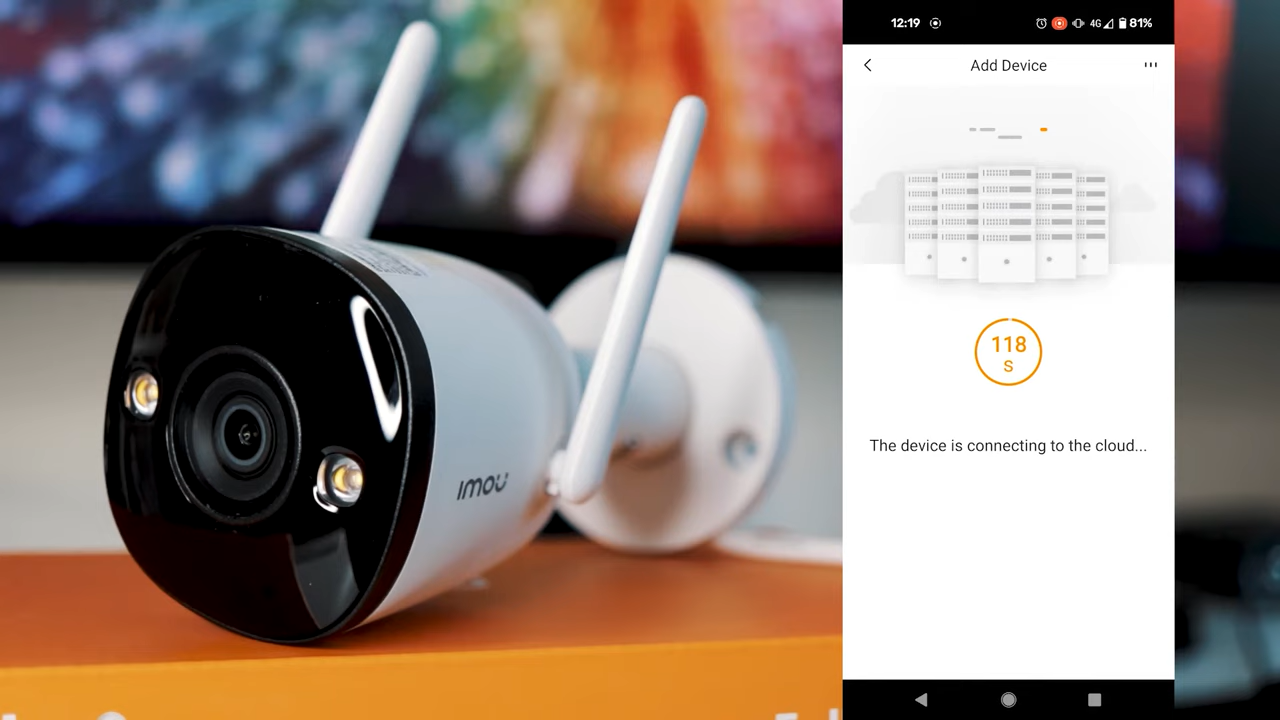 imou
12:19
4G
81%
Add Device
118
S
The device is connecting to the cloud...